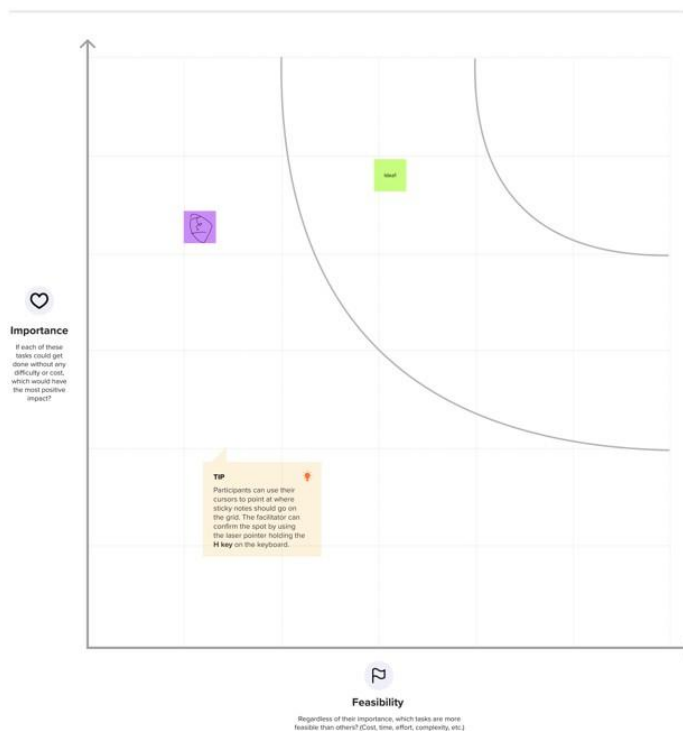 Idea!
Importance
If each of these
tasks could get
done without any
difficulty or cost,
which would have
the most positive
impact?
TIP
Participants can use their
cursors to point at where
sticky notes should go on
the grid. The facilitator can
confirm the spot by using
the laser pointer holding the
H key on the keyboard.
Feasibility
Regardless of their importance, which tasks are more
feasible than others? (Cost, time, effort, complexity, etc.)